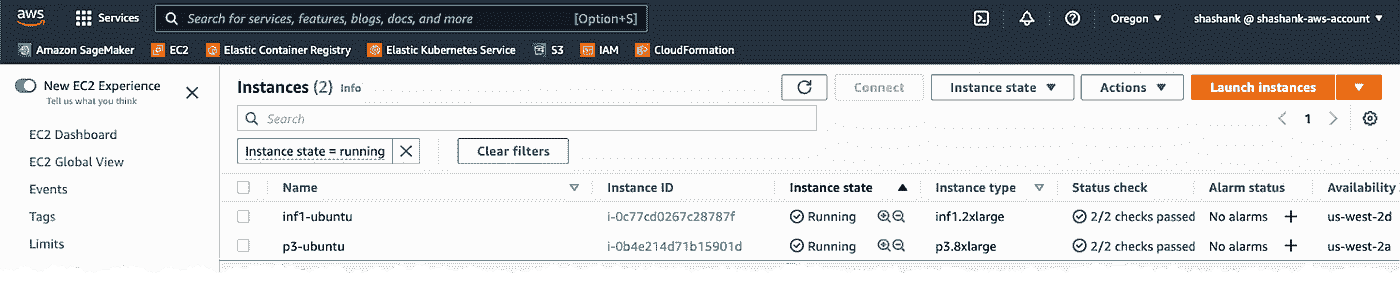 aws Services Search for services, features, blogs, docs, and more [Option+S] Oregon ▼ shashank @ shashank-aws-account ▼
Amazon SageMaker EC2 Elastic Container Registry Elastic Kubernetes Service S3 IAM CloudFormation
New EC2 Experience
Tell us what you think
EC2 Dashboard
EC2 Global View
Events
Tags
Limits
Instances (2) Info Connect Instance state ▼ Actions ▼ Launch instances ▼
Search 1
Instance state = running Clear filters
Name Instance ID Instance state Instance type Status check Alarm status Availability
inf1-ubuntu i-0c77cd0267c28787f Running inf1.2xlarge 2/2 checks passed No alarms + us-west-2d
p3-ubuntu i-0b4e214d71b15901d Running p3.8xlarge 2/2 checks passed No alarms + us-west-2a